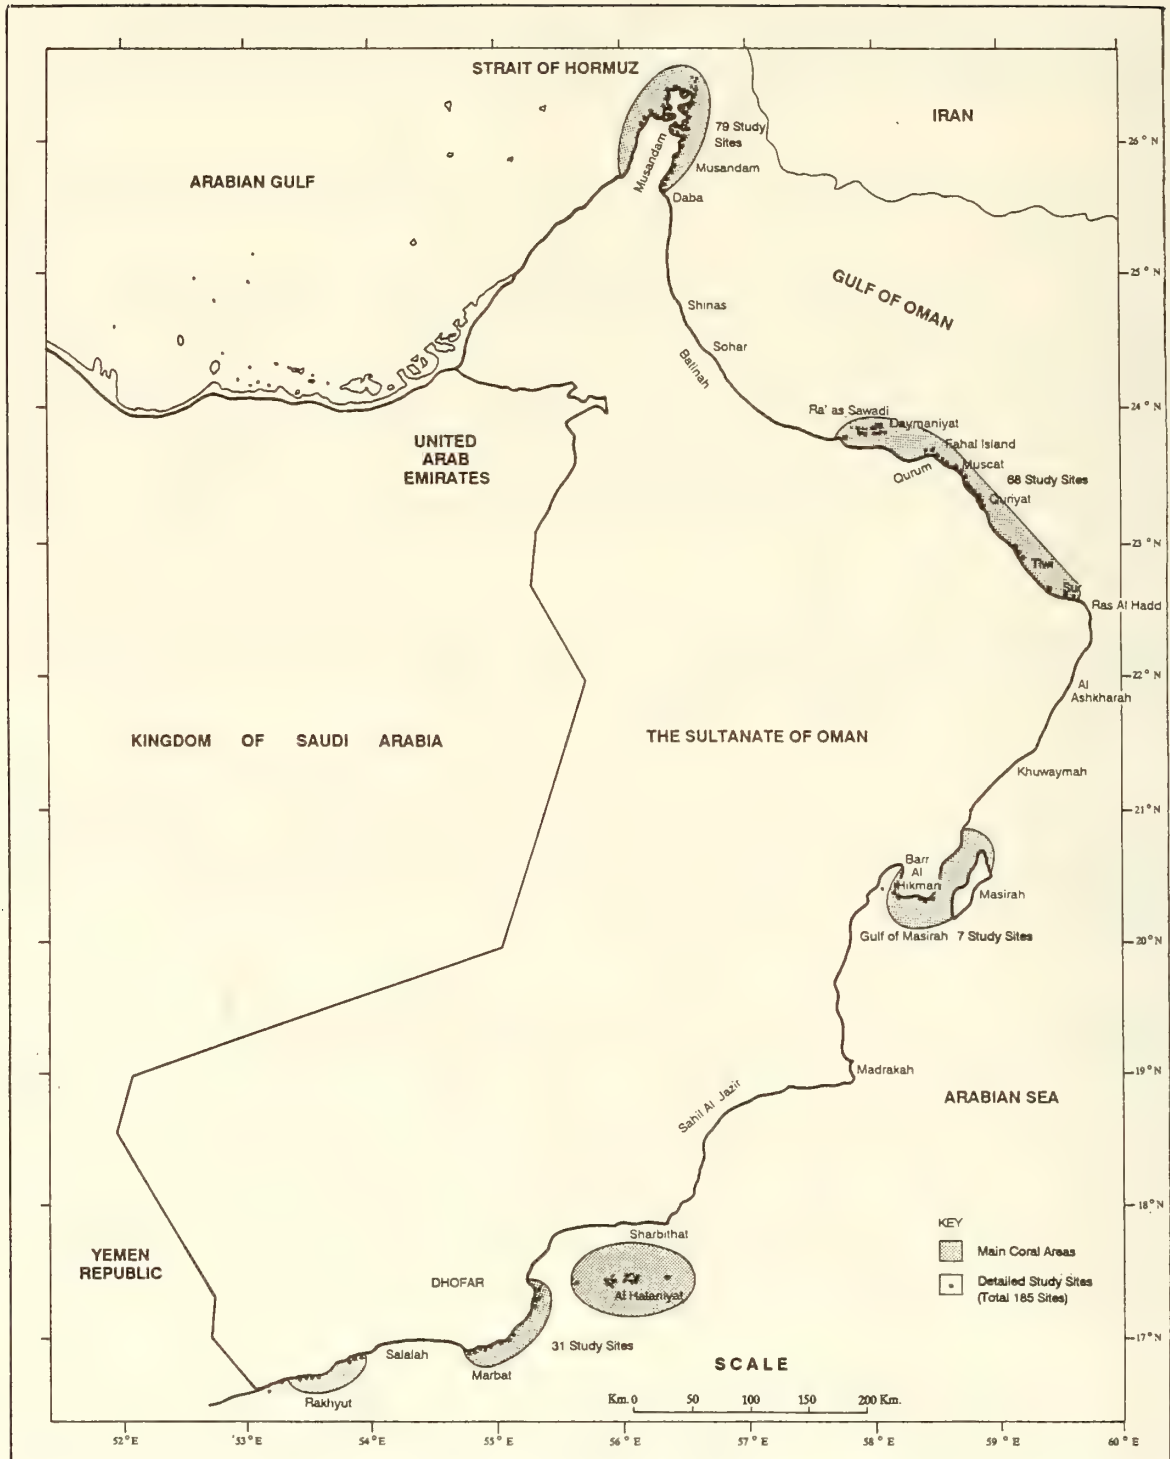 STRAIT OF HORMUZ
IRAN
79 Study
Sites
26° N
Musandam
ARABIAN GULF
Musandam
Daba
25° N
GULF OF OMAN
Shinas
Sohar
Batinah
24° N
Ra' as Sawadi
Daymaniyat
UNITED
ARAB
EMIRATES
Fahal Island
Muscat
Qurum
68 Study Sites
Quriyat
23° N
Tiwi
Sur
Ras Al Hadd
22° N
Al
Ashkharah
KINGDOM OF SAUDI ARABIA
THE SULTANATE OF OMAN
Khuwaymah
21° N
Barr
Al
Hikman
Masirah
Gulf of Masirah 7 Study Sites
20° N
19° N
Madrakah
Sahil Al Jazir
ARABIAN SEA
18° N
KEY
Sharbithat
Main Coral Areas
YEMEN
REPUBLIC
DHOFAR
Al Halaniyat
Detailed Study Sites
(Total 185 Sites)
17° N
31 Study Sites
Salalah
Marbat
SCALE
Rakhyut
Km. 0 50 100 150 200 Km.
52° E 53° E 54° E 55° E 56° E 57° E 58° E 59° E 60° E